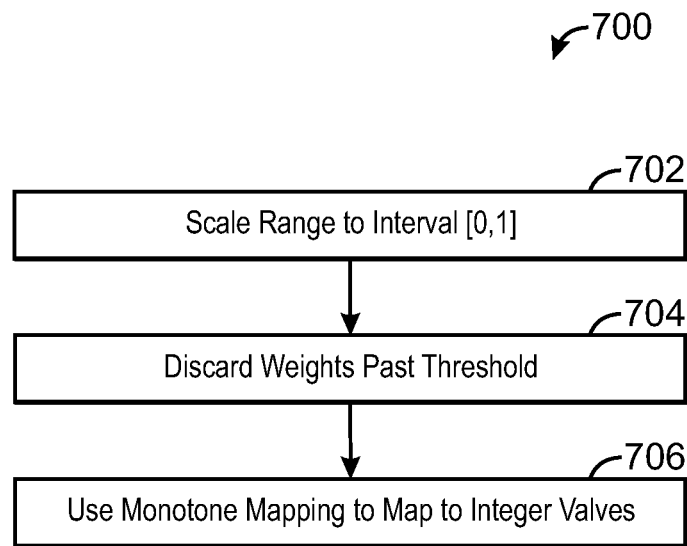 700
702
Scale Range to Interval [0,1]
704
Discard Weights Past Threshold
706
Use Monotone Mapping to Map to Integer Valves